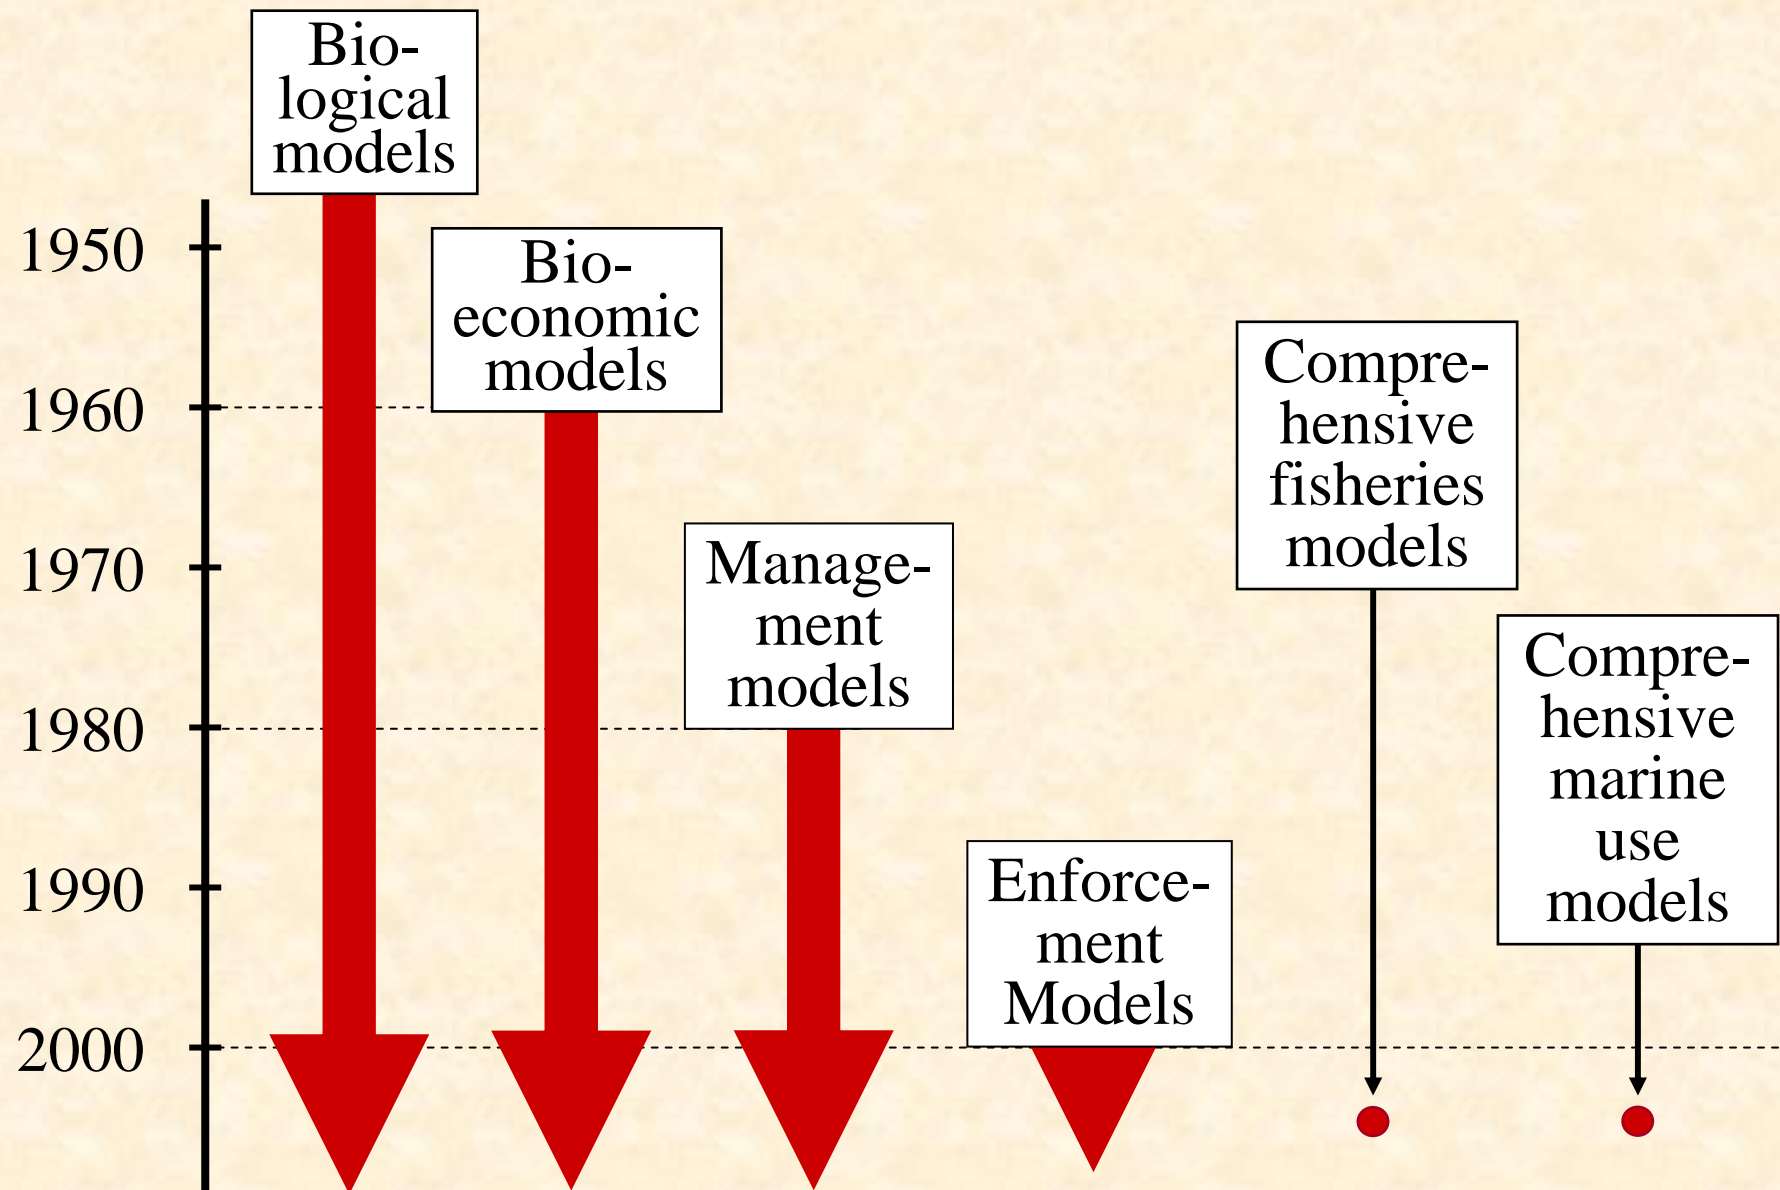 Bio-
logical
models
1950
Bio-
economic
models
1960
Compre-
hensive
fisheries
models
1970
Manage-
ment
models
1980
Compre-
hensive
marine
use
models
1990
Enforce-
ment
Models
2000